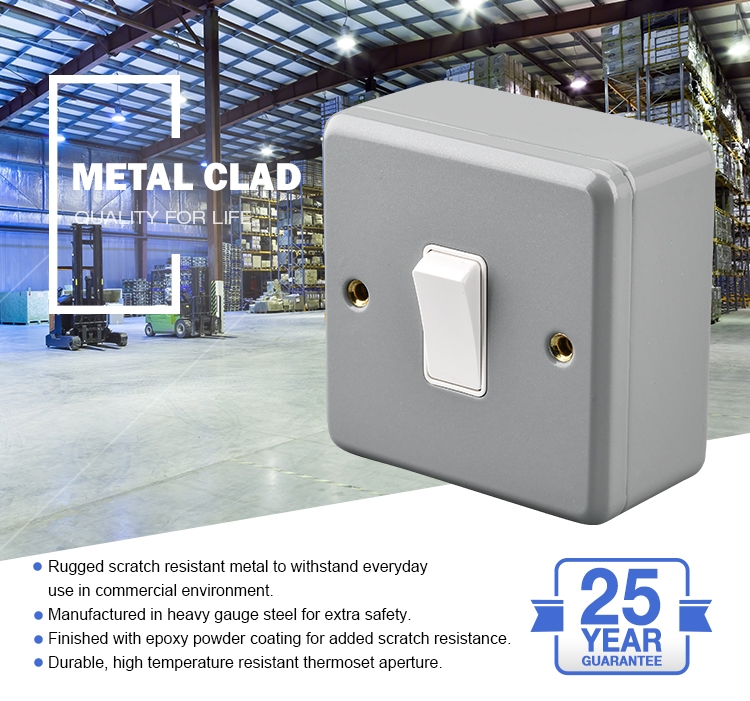 METAL CLAD
QUALITY FOR LIFE
Rugged scratch resistant metal to withstand everyday
use in commercial environment.
Manufactured in heavy gauge steel for extra safety.
Finished with epoxy powder coating for added scratch resistance.
Durable, high temperature resistant thermoset aperture.
25
YEAR
GUARANTEE